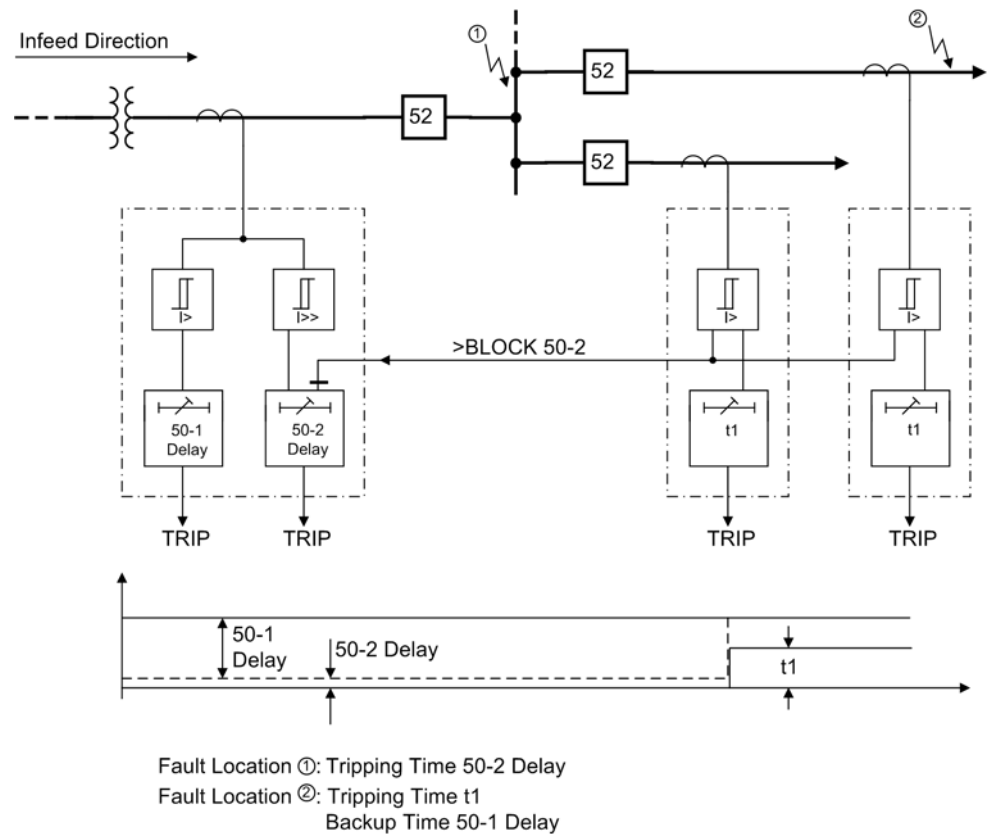 Infeed Direction
①
②
52
52
52
I>
I>>
I>
I>
>BLOCK 50-2
50-1
Delay
50-2
Delay
t1
t1
TRIP
TRIP
TRIP
TRIP
50-1
Delay
50-2 Delay
t1
Fault Location ①: Tripping Time 50-2 Delay
Fault Location ②: Tripping Time t1
Backup Time 50-1 Delay